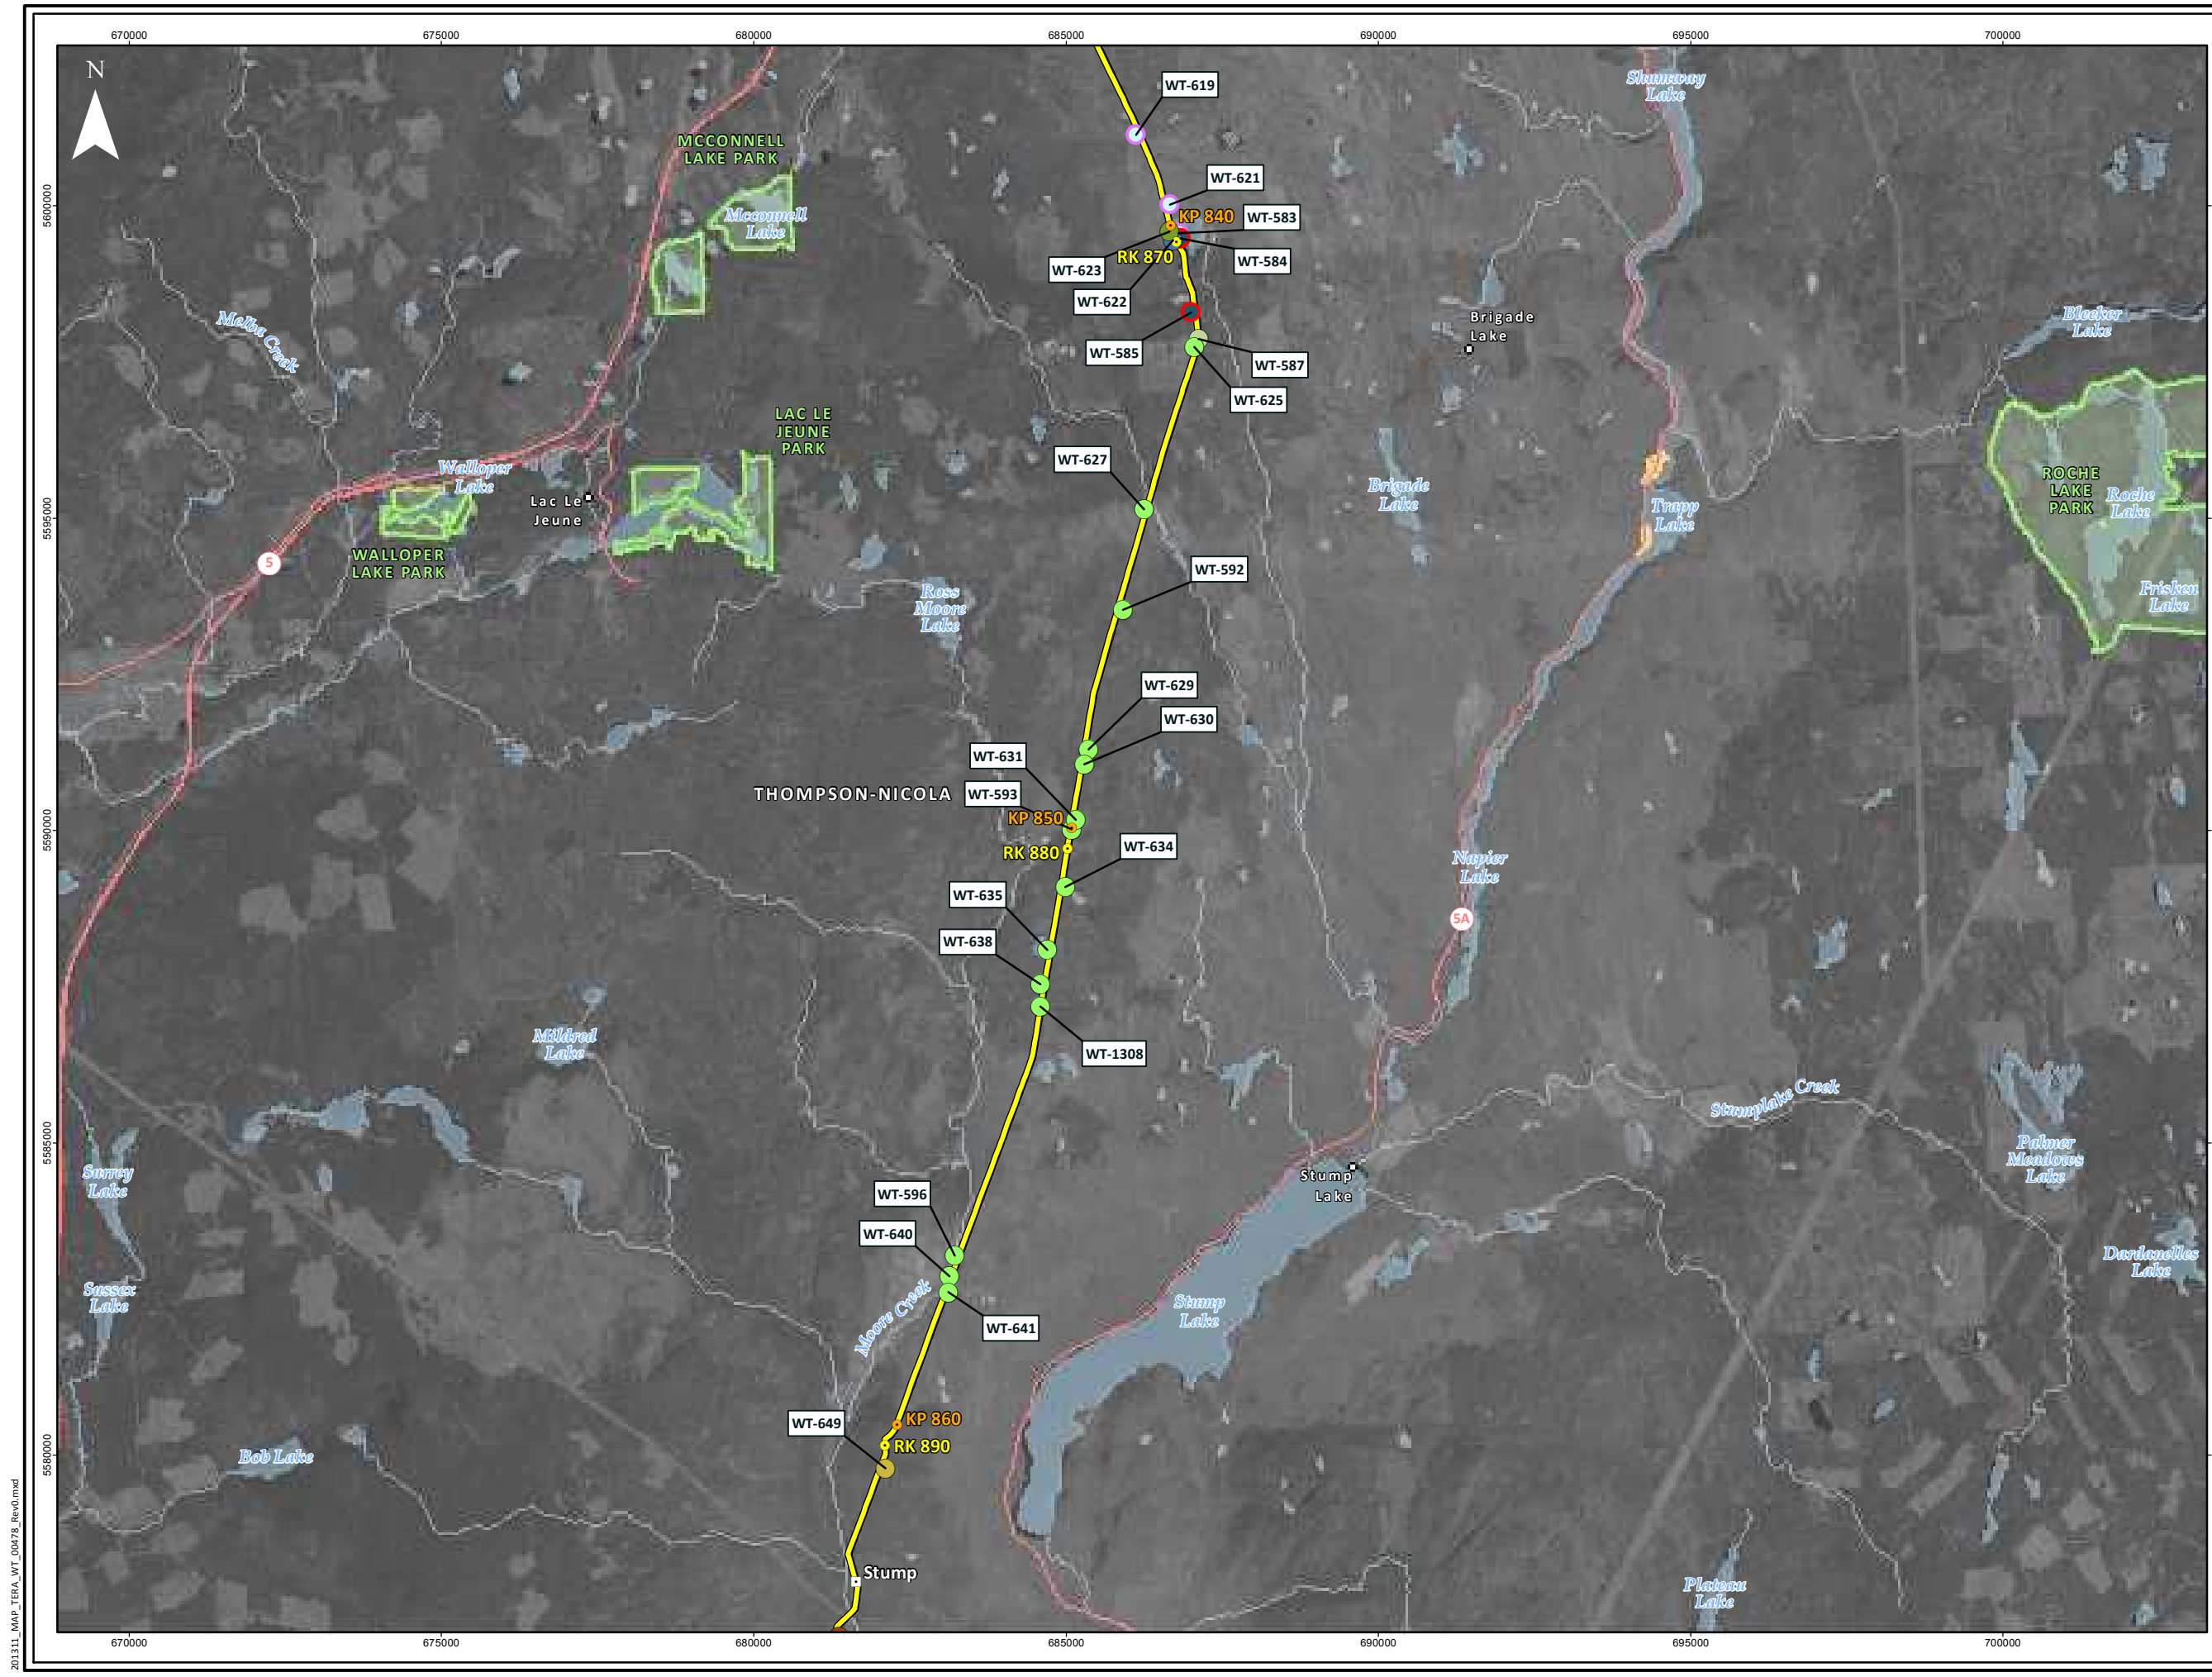 670000
675000
680000
685000
690000
695000
700000
N
Shumway
Lake
WT-619
MCCONNELL
LAKE PARK
WT-621
5600000
Mcconnell
Lake
KP 840
WT-583
RK 870
WT-584
WT-623
WT-622
Melba Creek
Brigade
Lake
Bleeker
Lake
WT-585
WT-587
WT-625
LAC LE
JEUNE
PARK
WT-627
Walloper
Lake
Lac Le
Jeune
Brigade
Lake
ROCHE
LAKE
PARK
Roche
Lake
Trapp
Lake
5595000
WALLOPER
LAKE PARK
5
WT-592
Ross
Moore
Lake
Frisken
Lake
WT-629
WT-630
WT-631
THOMPSON-NICOLA
WT-593
KP 850
5590000
RK 880
WT-634
Napier
Lake
WT-635
5A
WT-638
Mildred
Lake
WT-1308
Stumplake Creek
5585000
Surrey
Lake
Palmer
Meadows
Lake
Stump
Lake
WT-596
WT-640
Dardanelles
Lake
Sussex
Lake
Moore Creek
Stump
Lake
WT-641
WT-649
KP 860
RK 890
Bob Lake
5580000
Stump
Plateau
Lake
670000
675000
680000
685000
690000
695000
700000
201311_MAP_TERA_WT_00478_Rev0.mxd